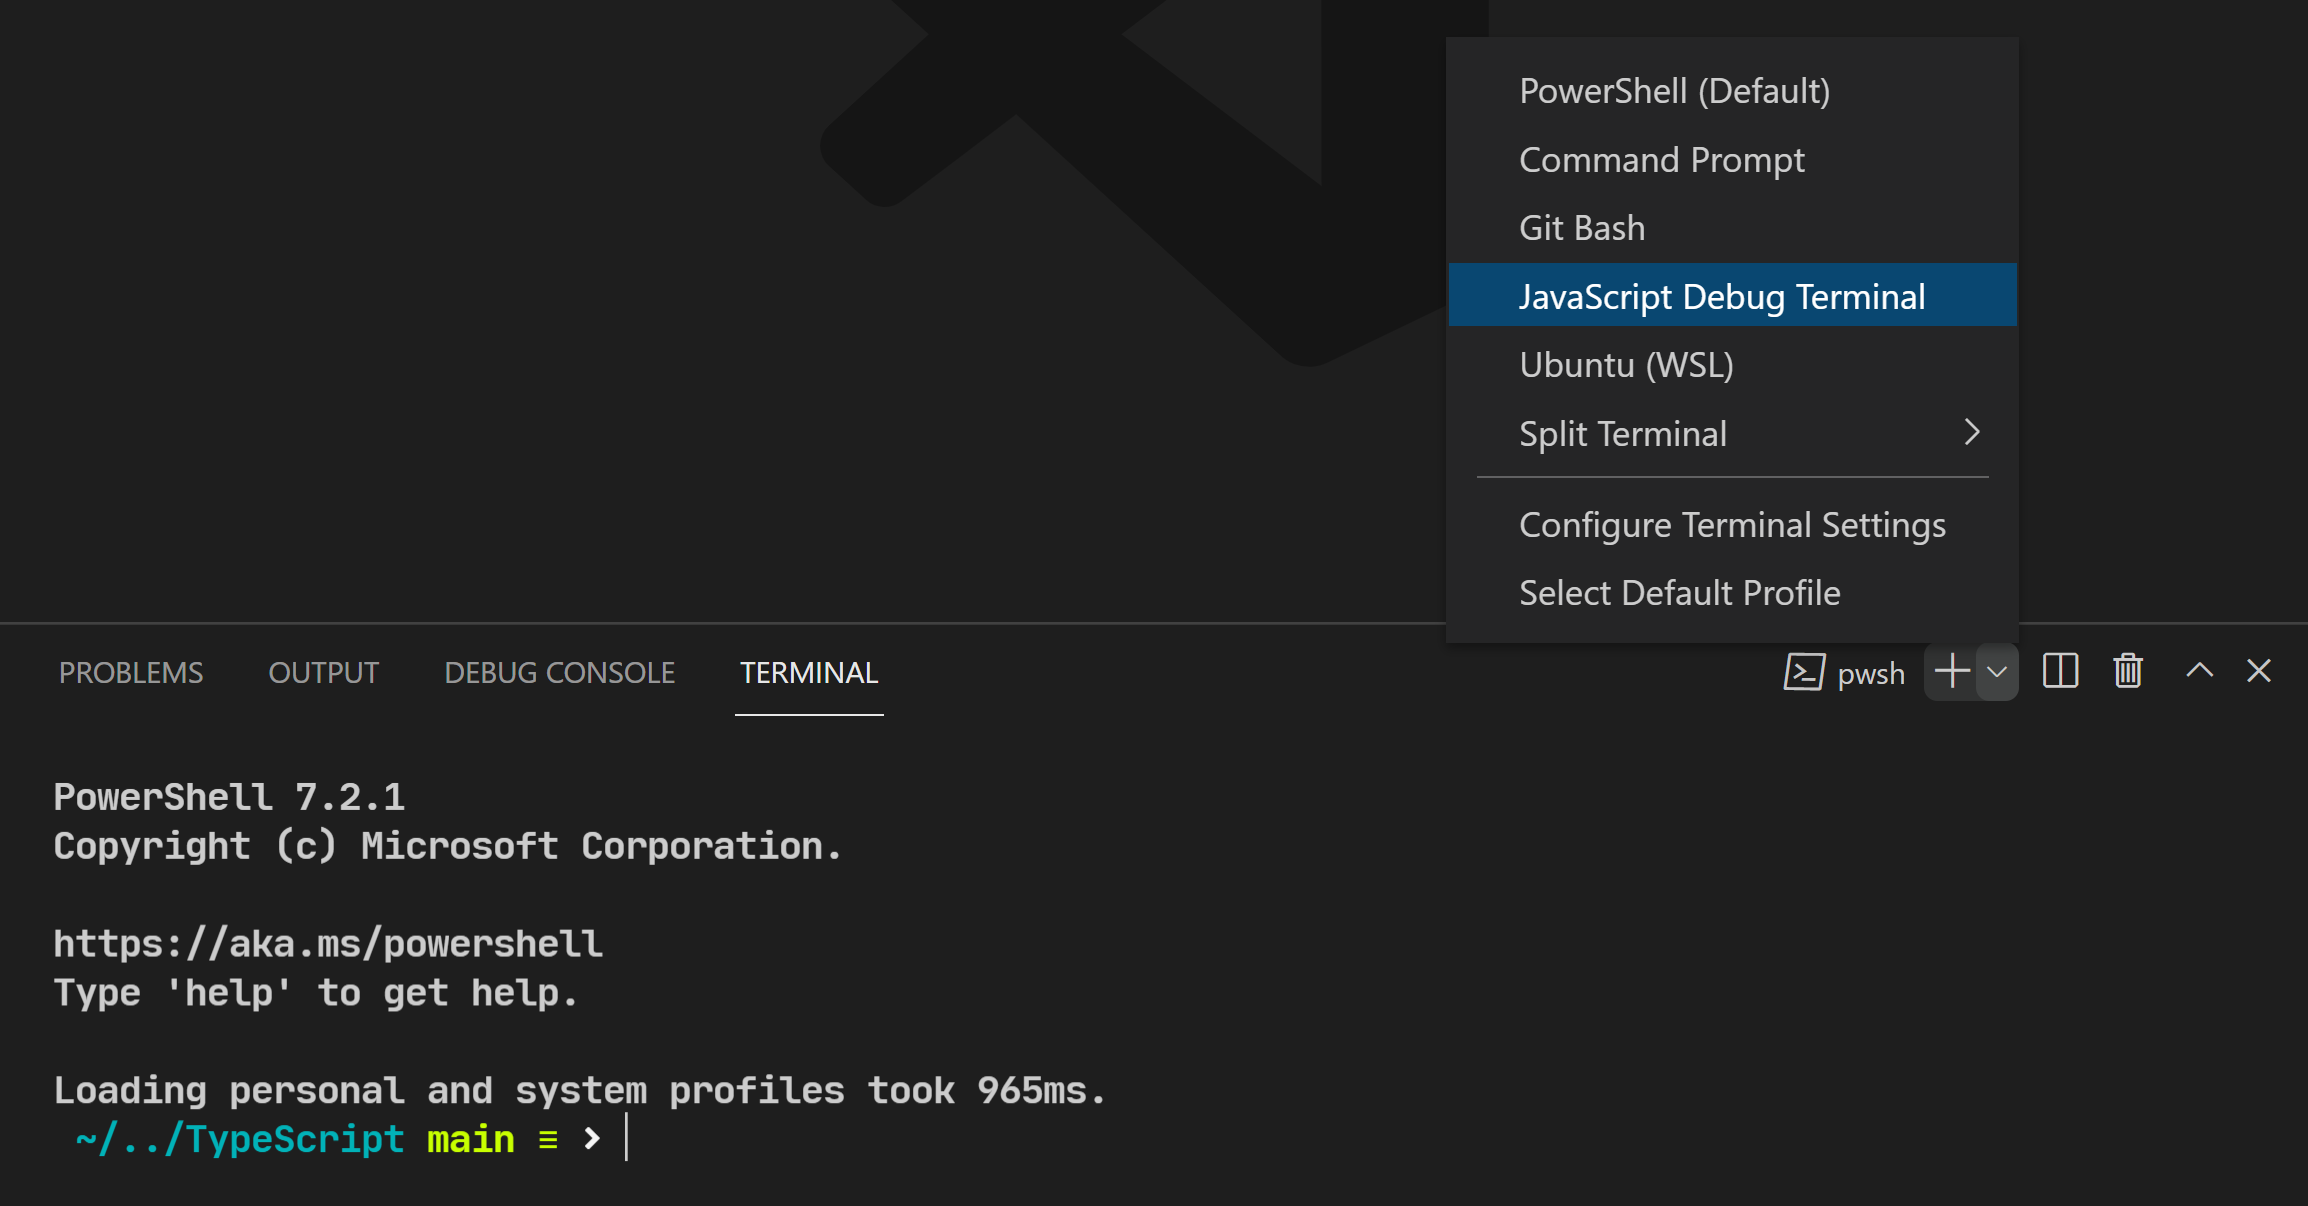 PowerShell (Default)
Command Prompt
Git Bash
JavaScript Debug Terminal
Ubuntu (WSL)
Split Terminal
Configure Terminal Settings
Select Default Profile
PROBLEMS OUTPUT DEBUG CONSOLE TERMINAL pwsh
PowerShell 7.2.1
Copyright (c) Microsoft Corporation.
https://aka.ms/powershell
Type 'help' to get help.
Loading personal and system profiles took 965ms.
~/../TypeScript main ≡ ❯